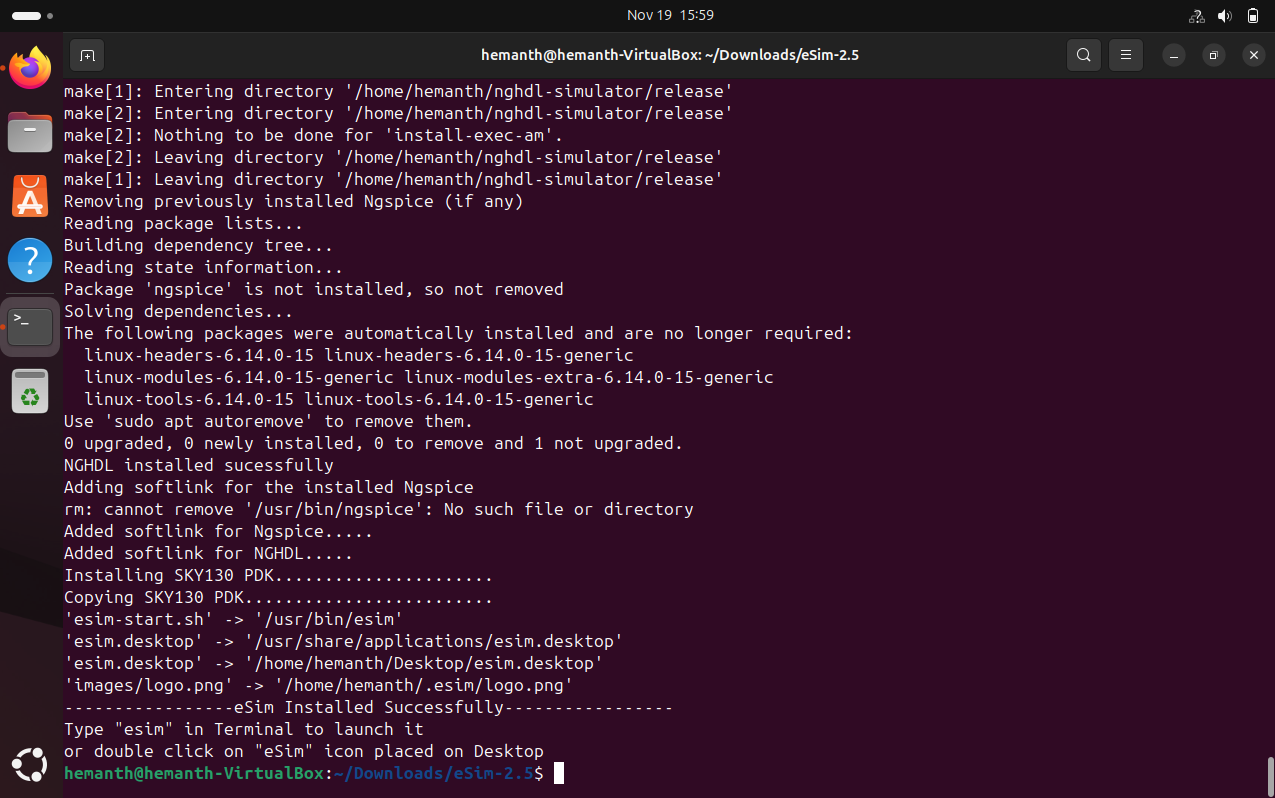 Nov 19 15:59
hemanth@hemanth-VirtualBox: ~/Downloads/eSim-2.5
make[1]: Entering directory '/home/hemanth/nghdl-simulator/release'
make[2]: Entering directory '/home/hemanth/nghdl-simulator/release'
make[2]: Nothing to be done for 'install-exec-am'.
make[2]: Leaving directory '/home/hemanth/nghdl-simulator/release'
make[1]: Leaving directory '/home/hemanth/nghdl-simulator/release'
Removing previously installed Ngspice (if any)
Reading package lists...
Building dependency tree...
Reading state information...
Package 'ngspice' is not installed, so not removed
Solving dependencies...
The following packages were automatically installed and are no longer required:
  linux-headers-6.14.0-15 linux-headers-6.14.0-15-generic
  linux-modules-6.14.0-15-generic linux-modules-extra-6.14.0-15-generic
  linux-tools-6.14.0-15 linux-tools-6.14.0-15-generic
Use 'sudo apt autoremove' to remove them.
0 upgraded, 0 newly installed, 0 to remove and 1 not upgraded.
NGHDL installed sucessfully
Adding softlink for the installed Ngspice
rm: cannot remove '/usr/bin/ngspice': No such file or directory
Added softlink for Ngspice.....
Added softlink for NGHDL.....
Installing SKY130 PDK......................
Copying SKY130 PDK.........................
'esim-start.sh' -> '/usr/bin/esim'
'esim.desktop' -> '/usr/share/applications/esim.desktop'
'esim.desktop' -> '/home/hemanth/Desktop/esim.desktop'
'images/logo.png' -> '/home/hemanth/.esim/logo.png'
-----------------eSim Installed Successfully-----------------
Type "esim" in Terminal to launch it
or double click on "eSim" icon placed on Desktop
hemanth@hemanth-VirtualBox:~/Downloads/eSim-2.5$